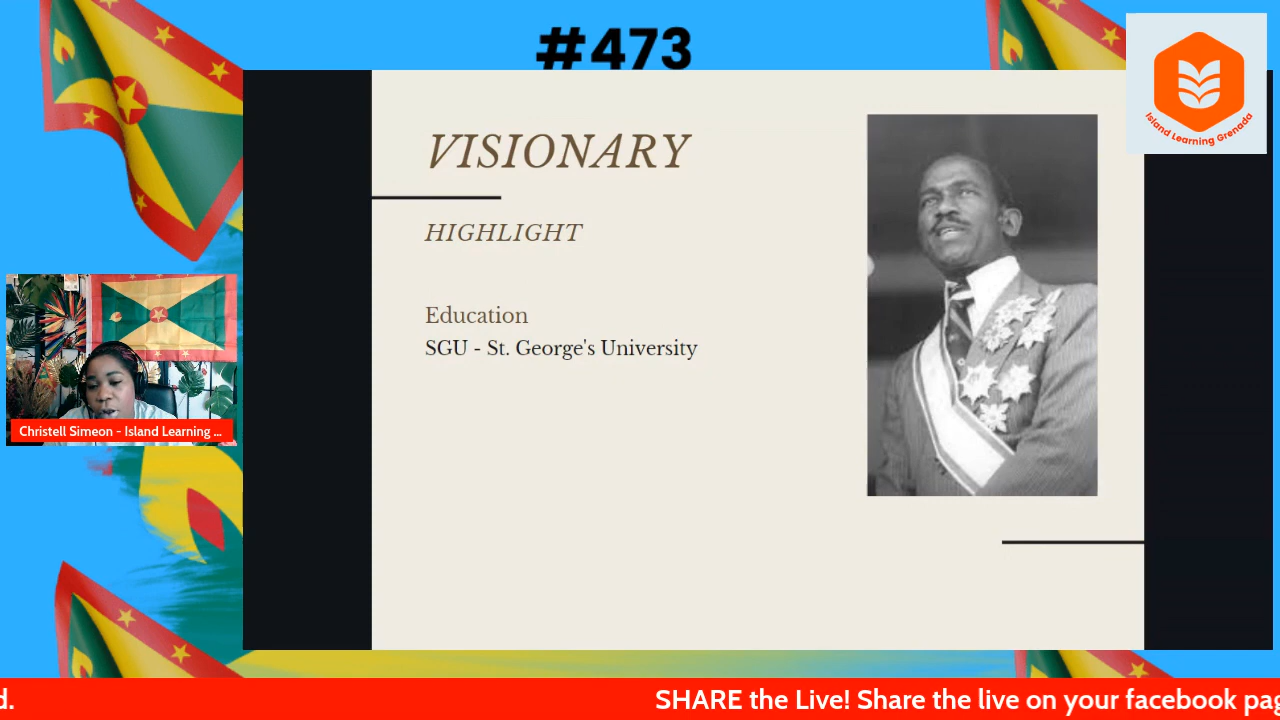 #473
Island Learning Grenada
VISIONARY
HIGHLIGHT
Education
SGU - St. George's University
Christell Simeon - Island Learning ...
d.
SHARE the Live! Share the live on your facebook pag